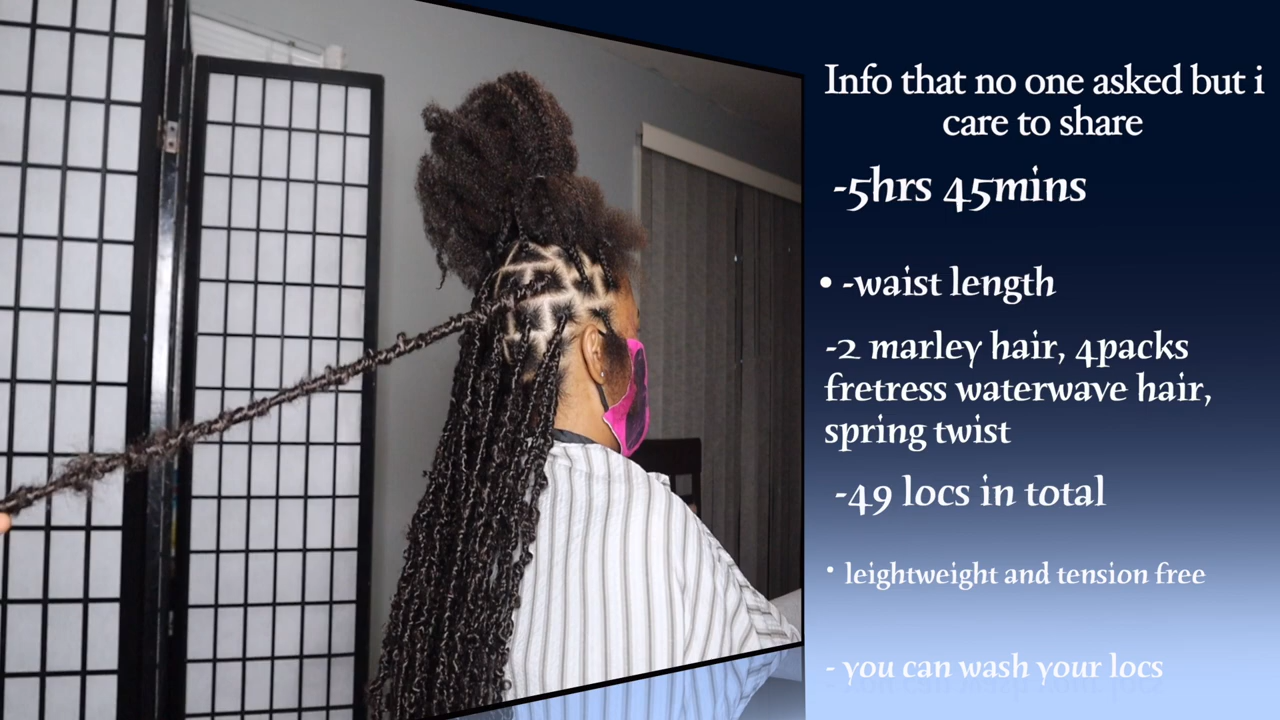 Info that no one asked but i
care to share
-5hrs 45mins
• -waist length
-2 marley hair, 4packs
fretress waterwave hair,
spring twist
-49 locs in total
• leightweight and tension free
- you can wash your locs